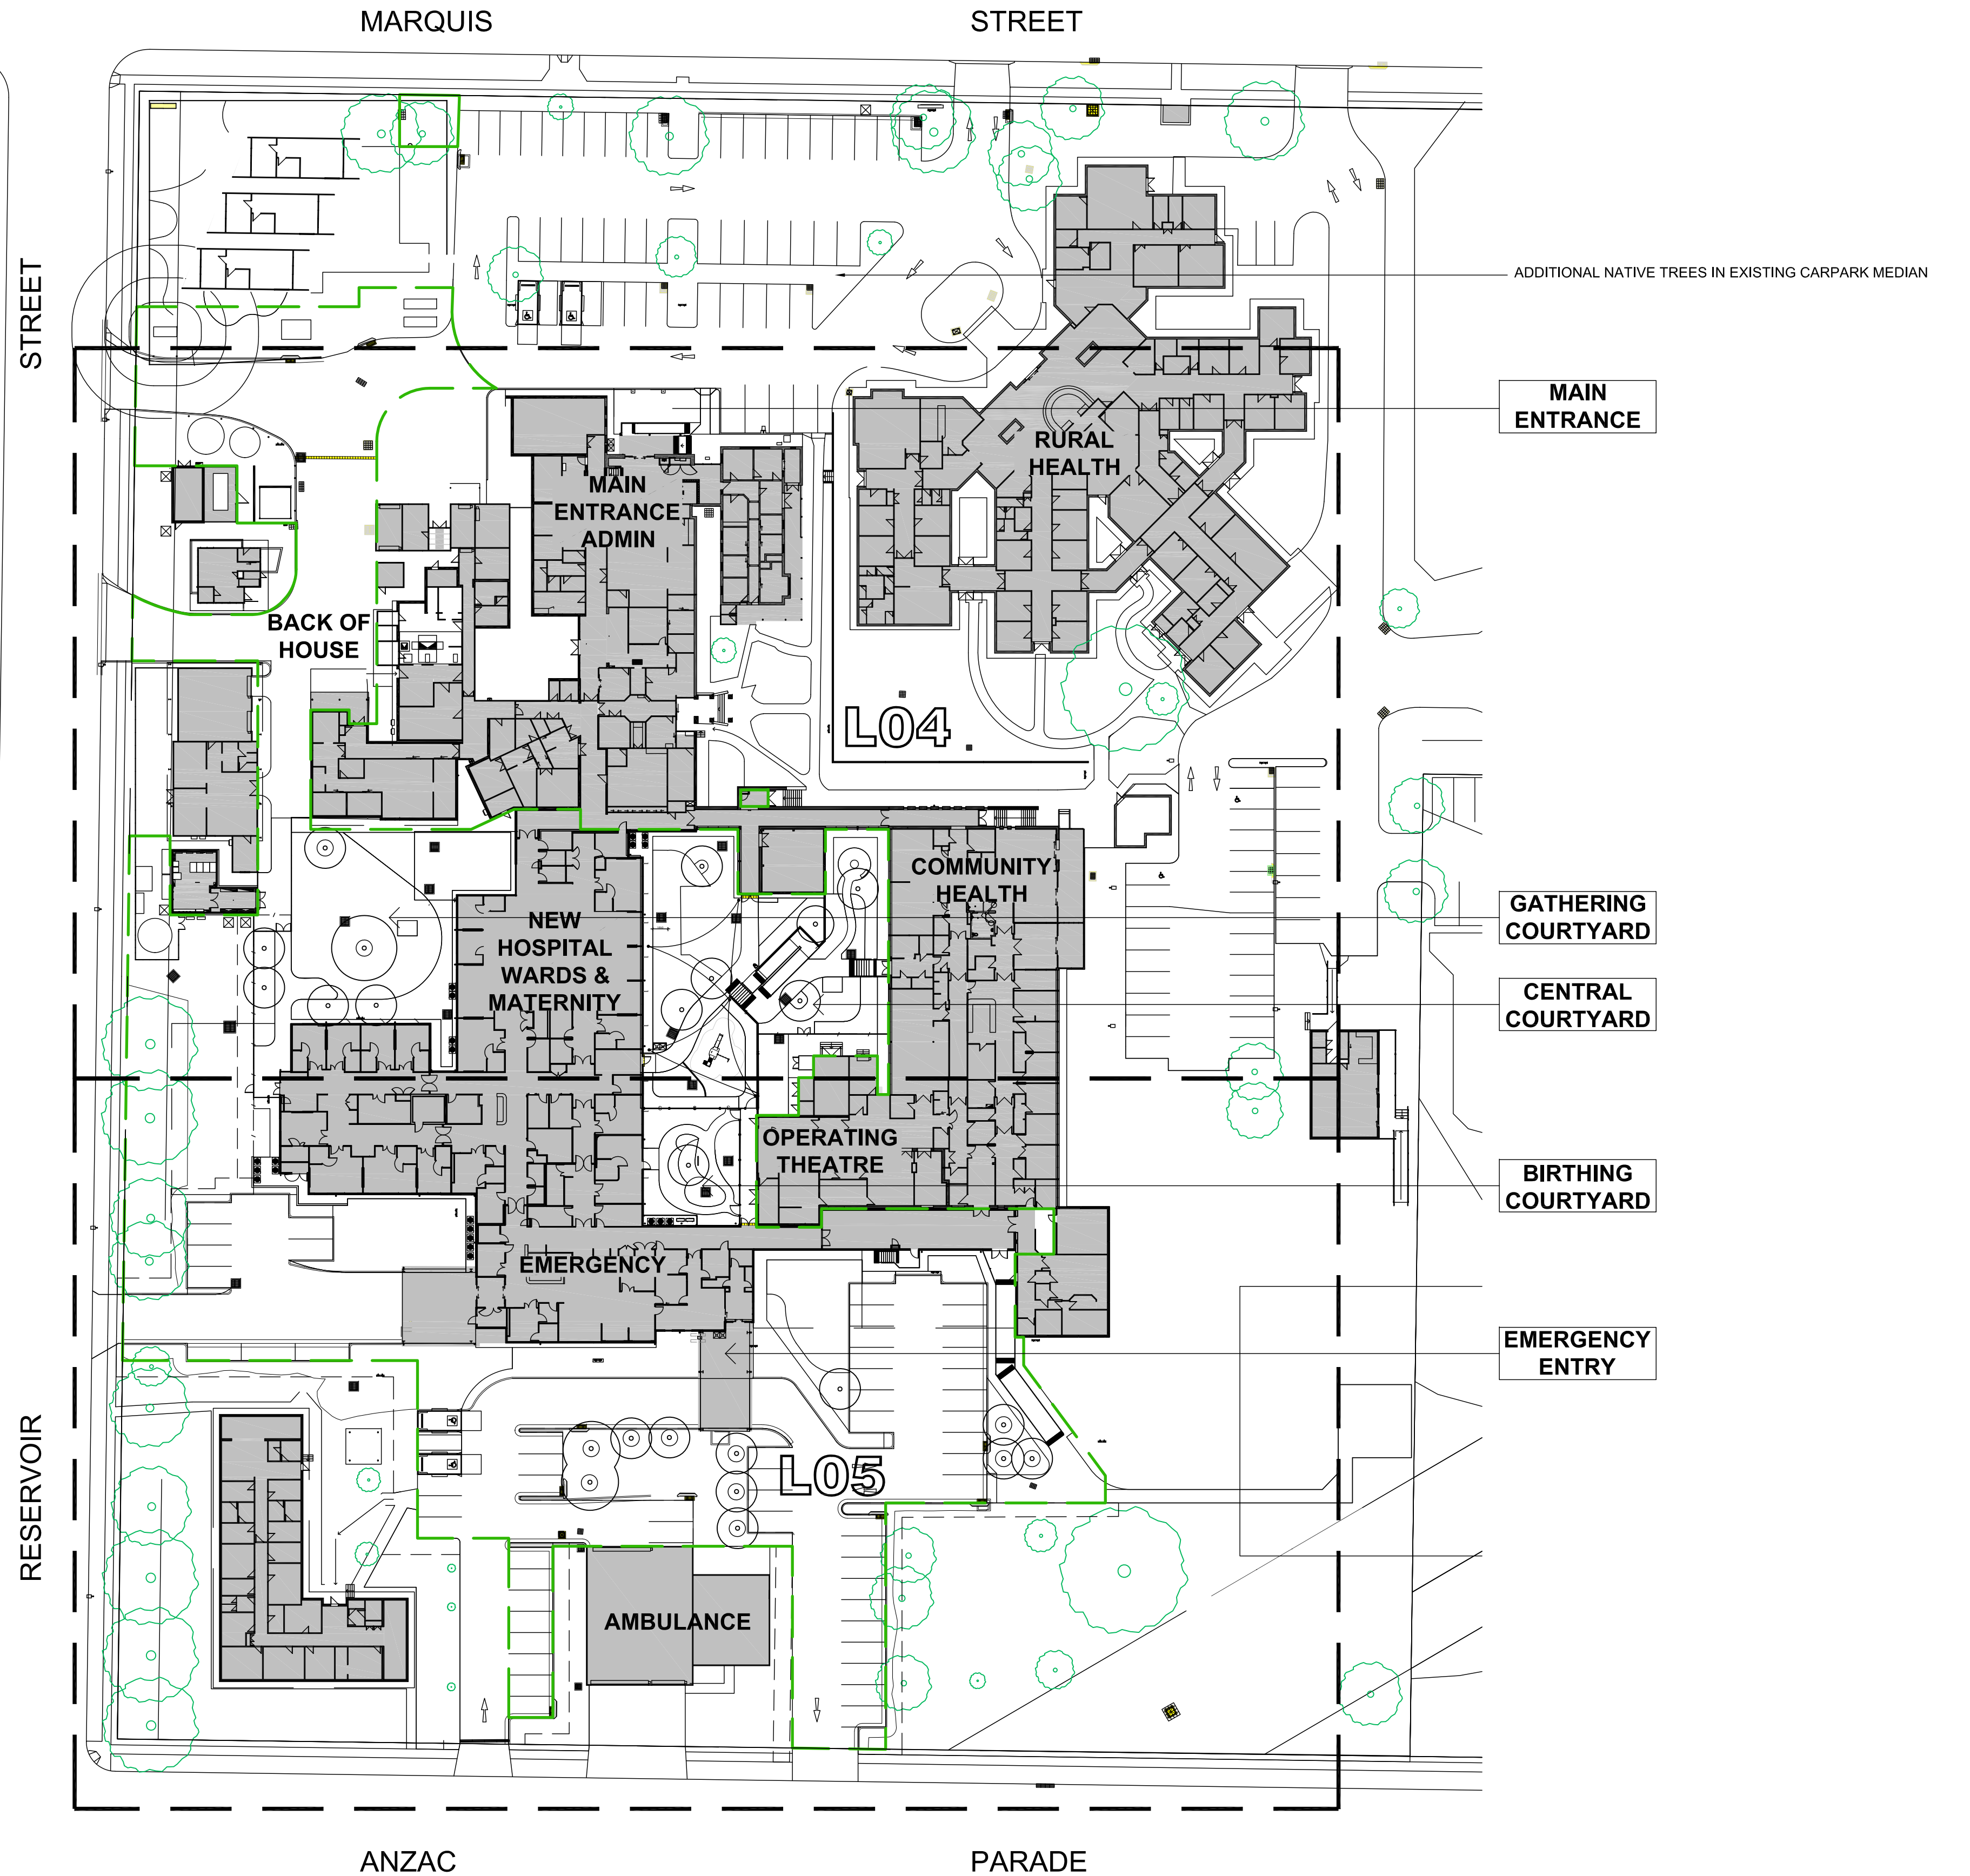 MARQUIS STREET
STREET
ADDITIONAL NATIVE TREES IN EXISTING CARPARK MEDIAN
MAIN
ENTRANCE
RURAL
HEALTH
MAIN
ENTRANCE
ADMIN
BACK OF
HOUSE
L04
COMMUNITY
HEALTH
NEW
HOSPITAL
WARDS &
MATERNITY
GATHERING
COURTYARD
CENTRAL
COURTYARD
OPERATING
THEATRE
BIRTHING
COURTYARD
EMERGENCY
EMERGENCY
ENTRY
RESERVOIR
L05
AMBULANCE
ANZAC PARADE